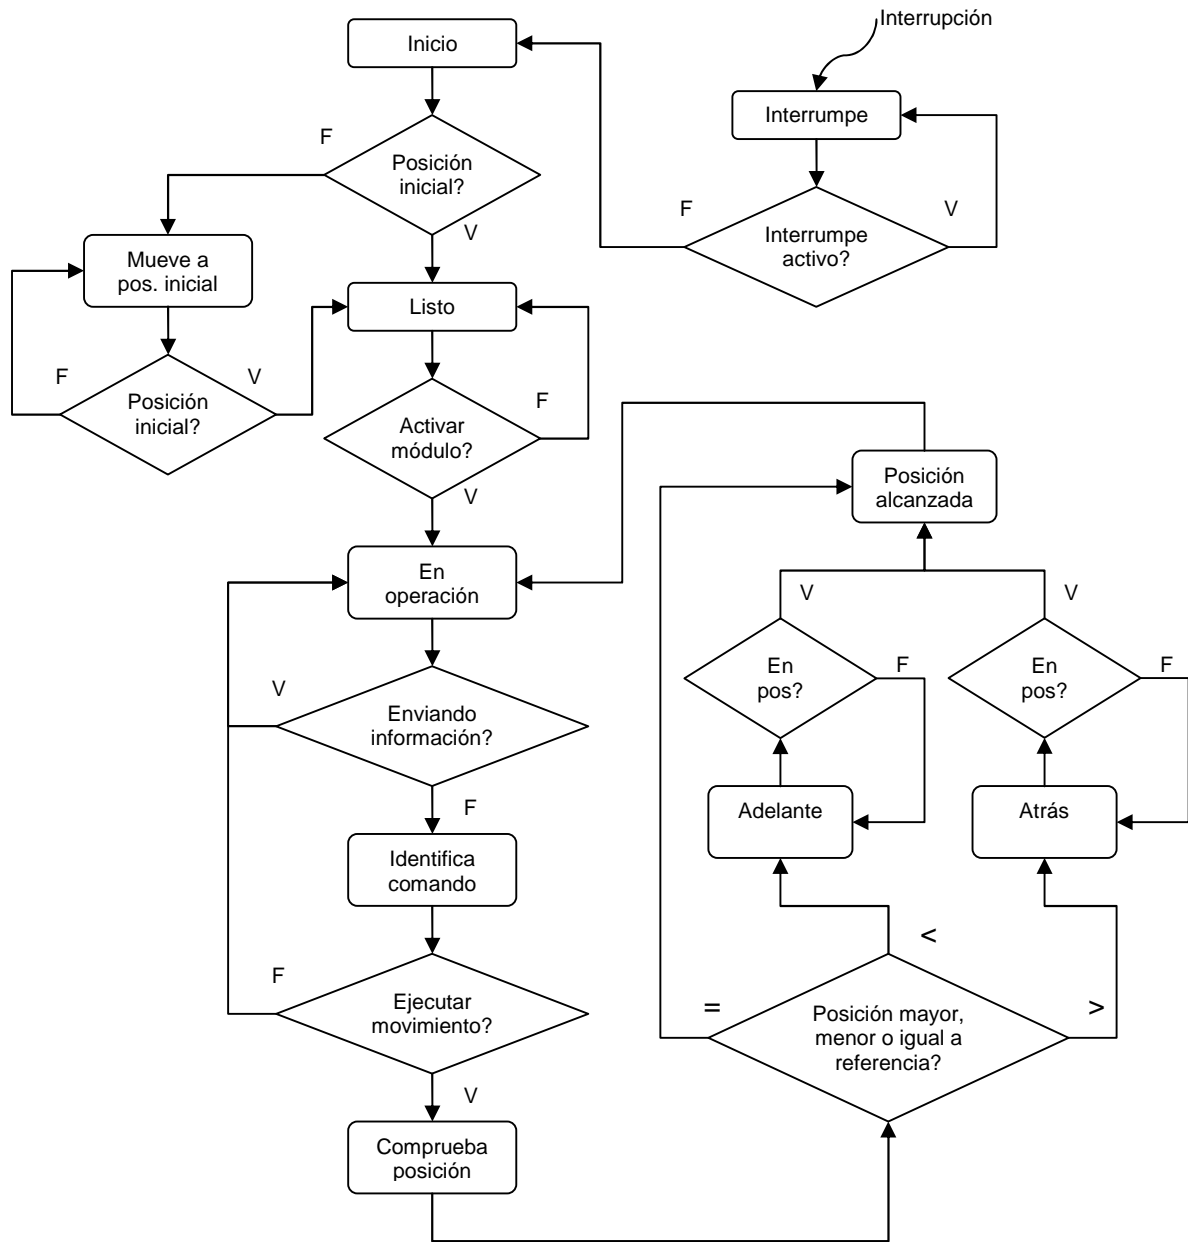 Interrupción
Inicio
Interrumpe
F
Posición
inicial?
V
F
V
Interrumpe
activo?
Mueve a
pos. inicial
Listo
F
V
Posición
inicial?
F
Activar
módulo?
V
Posición
alcanzada
En
operación
V
V
V
Enviando
información?
F
En
pos?
F
En
pos?
F
Adelante
Atrás
Identifica
comando
<
F
Ejecutar
movimiento?
V
=
>
Posición mayor,
menor o igual a
referencia?
Comprueba
posición